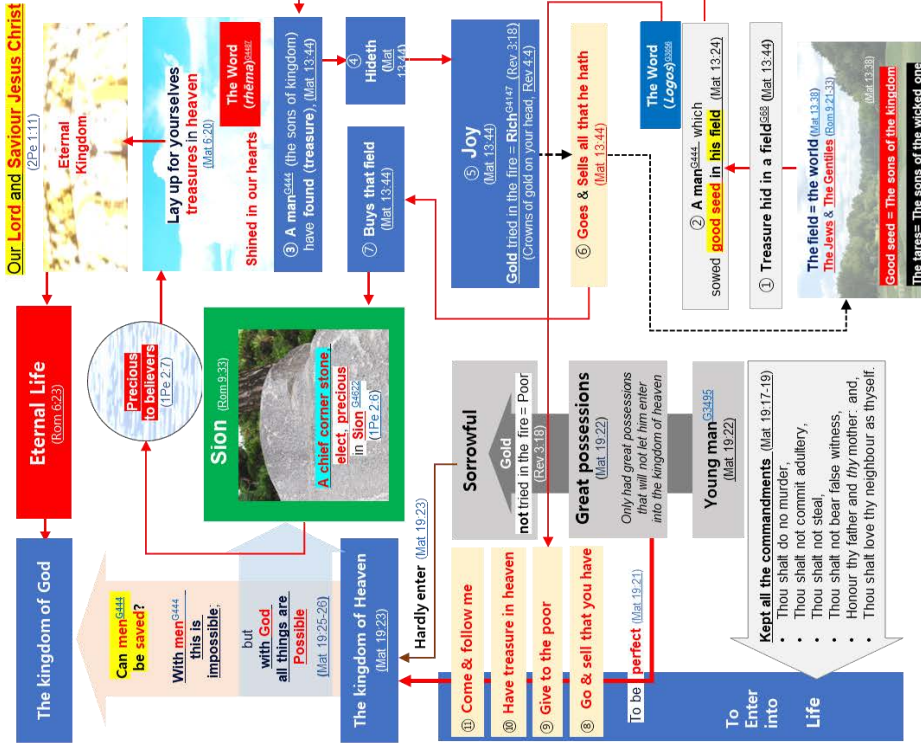 Our Lord and Saviour Jesus Christ
(2Pe 1:11)
Eternal
Kingdom
Lay up for yourselves
treasures in heaven
(Mat 6:20)
The Word
(rhēma)G4487
Shined in our hearts
③ A manG444 (the sons of kingdom)
have found (treasure), (Mat 13:44)
④
Hideth
(Mat
13:44)
⑦ Buys that field
(Mat 13:44)
⑤ Joy
(Mat 13:44)
Gold tried in the fire = RichG4147 (Rev 3:18)
(Crowns of gold on your head, Rev 4:4)
⑥ Goes & Sells all that he hath
(Mat 13:44)
The Word
(Logos)G3056
② A manG444 which
sowed good seed in his field (Mat 13:24)
① Treasure hid in a fieldG68 (Mat 13:44)
The field = the world (Mat 13.38)
The Jews & The Gentiles (Rom 9:21-33)
(Mat 13.38)
Good seed = The sons of the kingdom
The tares= The sons of the wicked one
Eternal Life
(Rom 6:23)
Precious
to believers
(1Pe 2:7)
Sion (Rom 9:33)
A chief corner stone,
elect, precious
in Sion G4622
(1Pe 2:6)
Sorrowful
Gold
not tried in the fire = Poor
(Rev 3:18)
Great possessions
(Mat 19:22)
Only had great possessions
that will not let him enter
into the kingdom of heaven
Young manG3495
(Mat 19:22)
Kept all the commandments (Mat 19:17-19)
• Thou shalt do no murder,
• Thou shalt not commit adultery,
• Thou shalt not steal,
• Thou shalt not bear false witness,
• Honour thy father and thy mother: and,
• Thou shalt love thy neighbour as thyself.
The kingdom of God
Can menG444
be saved?
With menG444
this is
impossible;
but
with God
all things are
Possible
(Mat 19:25-26)
The kingdom of Heaven
(Mat 19:23)
Hardly enter (Mat 19:23)
⑪ Come & follow me
⑩ Have treasure in heaven
⑨ Give to the poor
⑧ Go & sell that you have
To be perfect (Mat 19:21)
To
Enter
into
Life